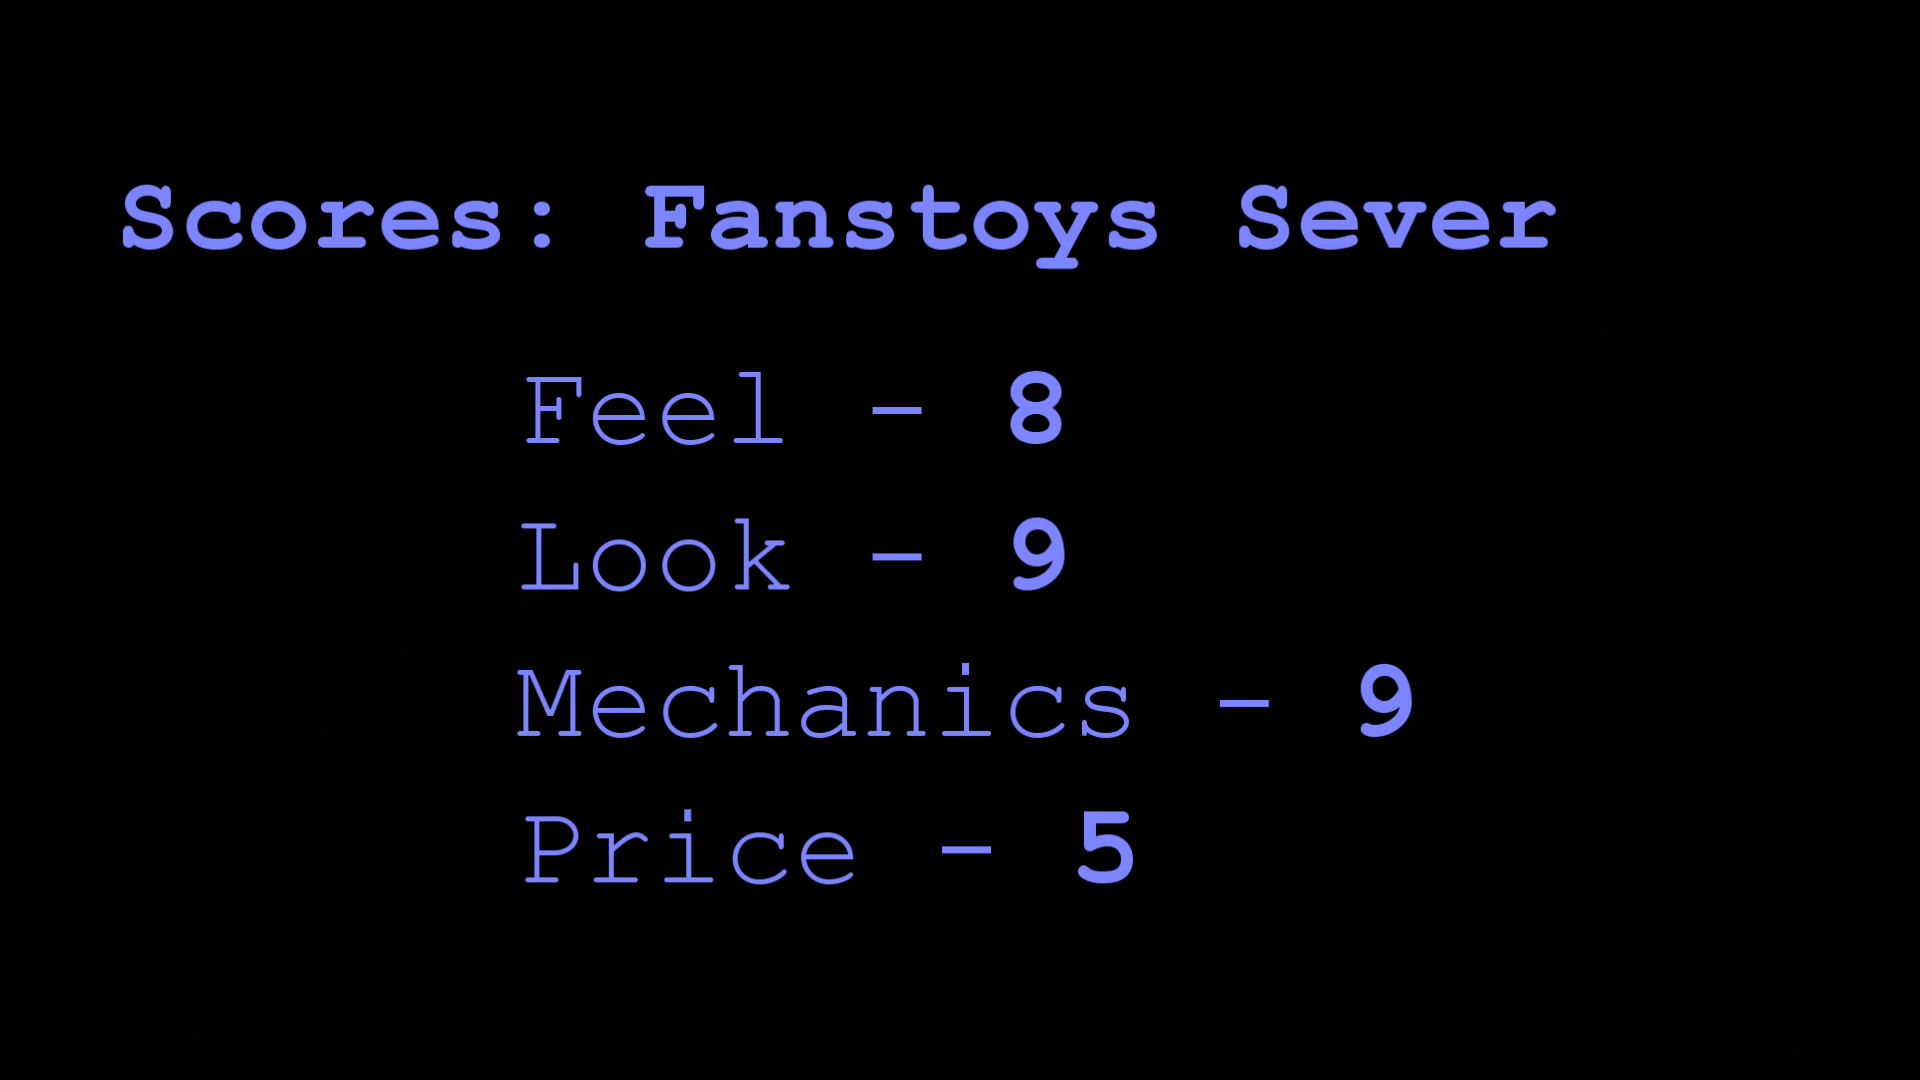 Scores: Fanstoys Sever
Feel - 8
Look - 9
Mechanics - 9
Price - 5